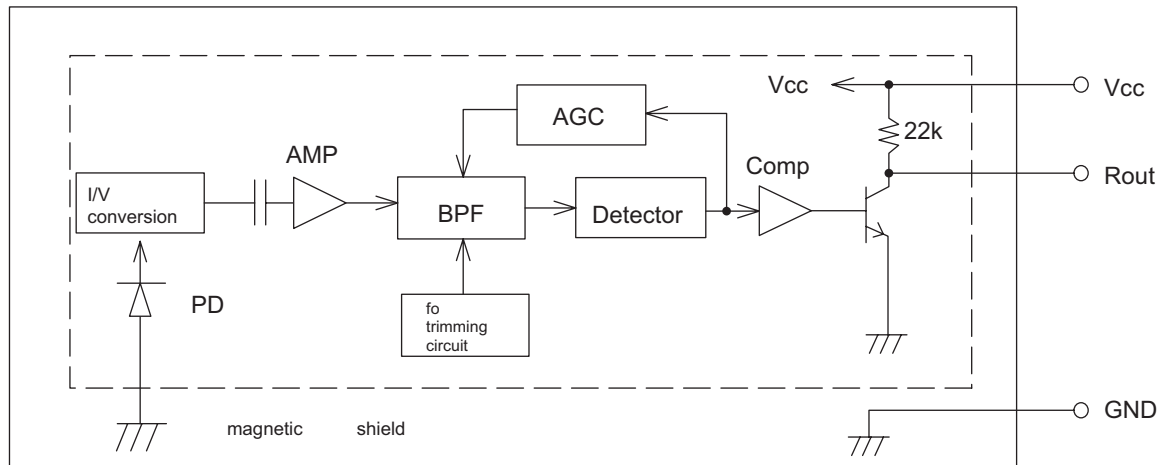 Vcc
Vcc
AGC
22k
AMP
Comp
Rout
I/V
conversion
BPF
Detector
PD
fo
trimming
circuit
GND
magnetic shield